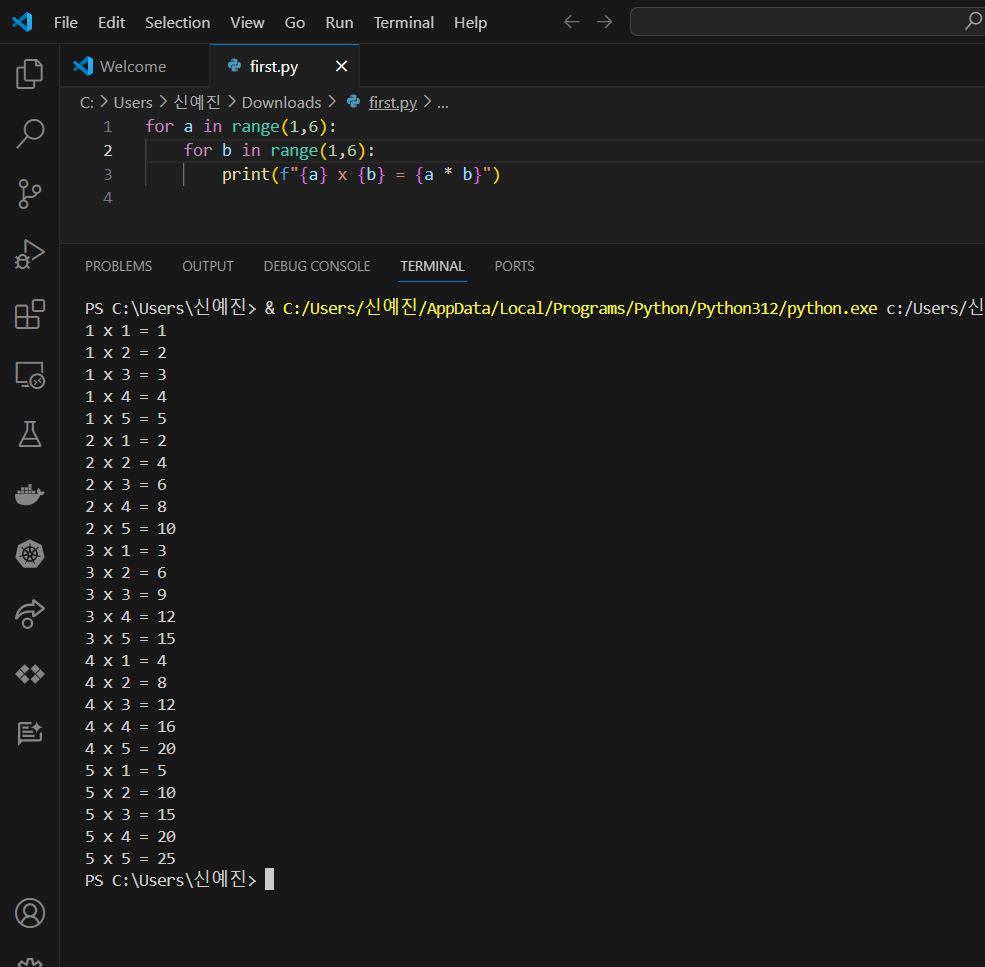 File Edit Selection View Go Run Terminal Help
Welcome first.py
C: > Users > 신예진 > Downloads > first.py > ...
1 for a in range(1,6):
2 for b in range(1,6):
3 print(f"{a} x {b} = {a * b}")
4
PROBLEMS OUTPUT DEBUG CONSOLE TERMINAL PORTS
PS C:\Users\신예진> & C:/Users/신예진/AppData/Local/Programs/Python/Python312/python.exe c:/Users/신
1 x 1 = 1
1 x 2 = 2
1 x 3 = 3
1 x 4 = 4
1 x 5 = 5
2 x 1 = 2
2 x 2 = 4
2 x 3 = 6
2 x 4 = 8
2 x 5 = 10
3 x 1 = 3
3 x 2 = 6
3 x 3 = 9
3 x 4 = 12
3 x 5 = 15
4 x 1 = 4
4 x 2 = 8
4 x 3 = 12
4 x 4 = 16
4 x 5 = 20
5 x 1 = 5
5 x 2 = 10
5 x 3 = 15
5 x 4 = 20
5 x 5 = 25
PS C:\Users\신예진>